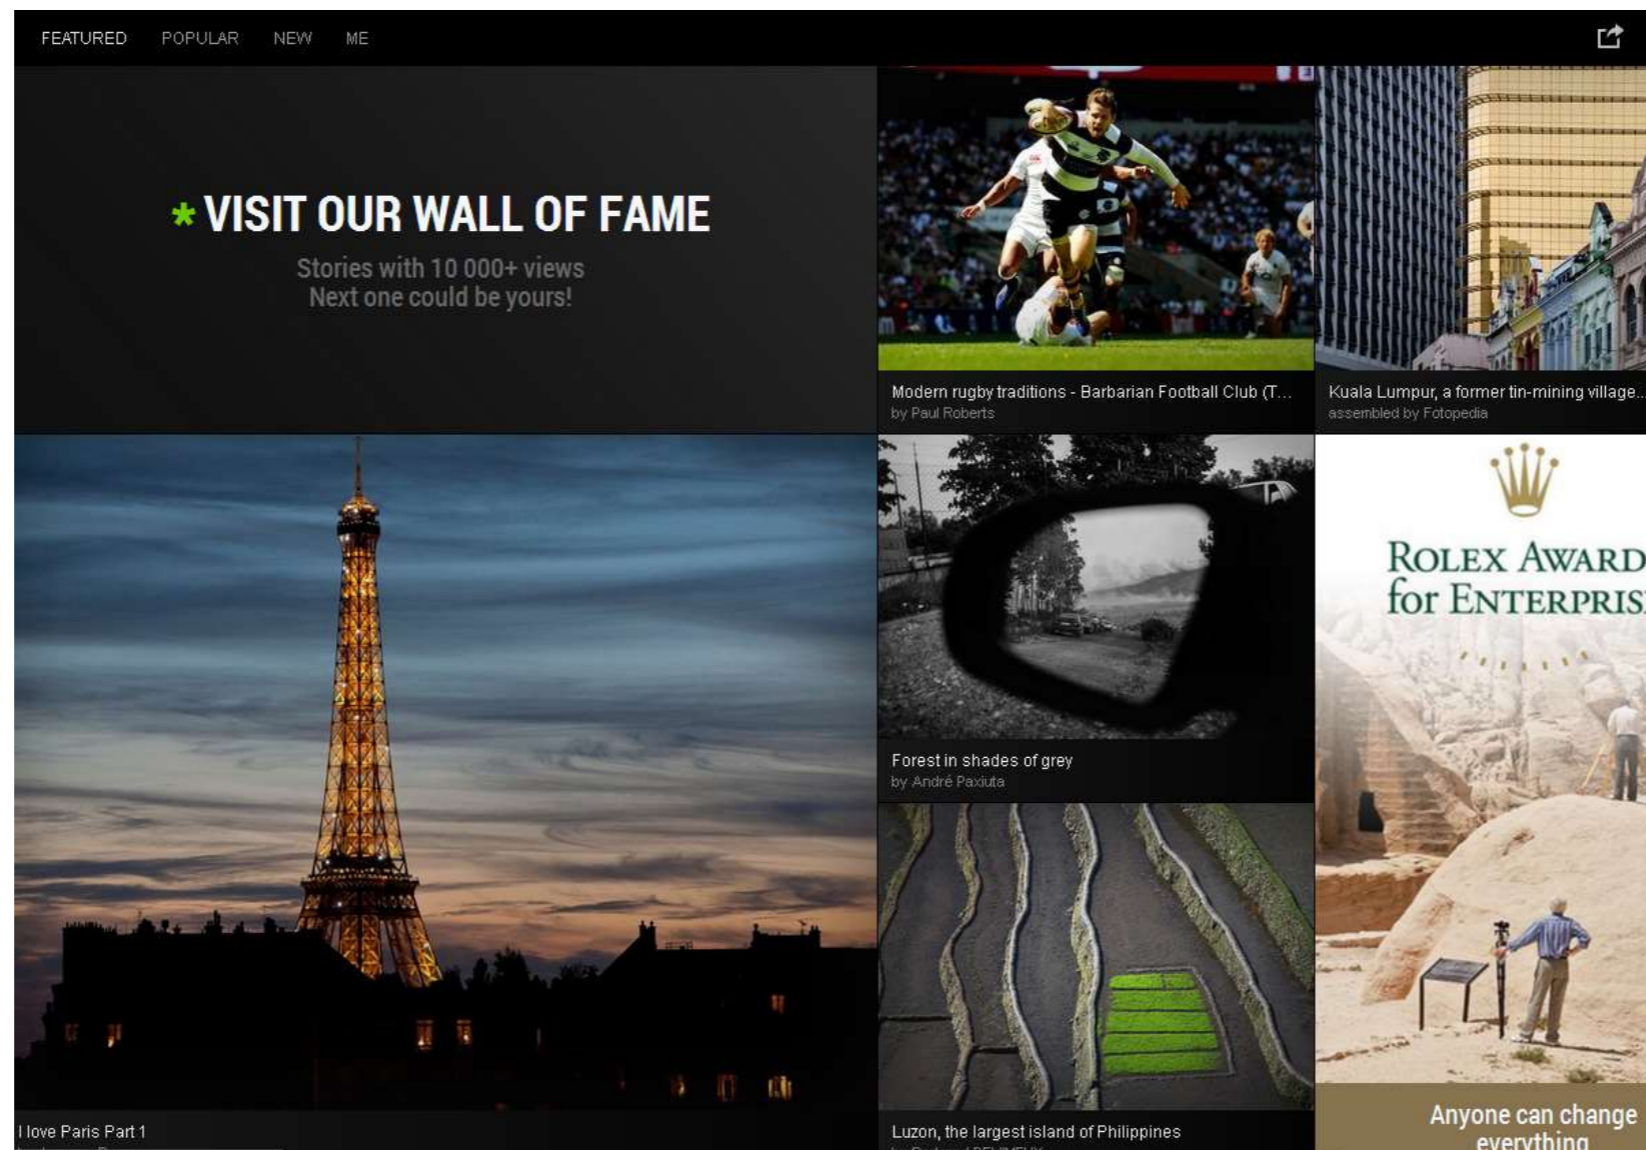 FEATURED POPULAR NEW ME
* VISIT OUR WALL OF FAME
Stories with 10 000+ views
Next one could be yours!
Modern rugby traditions - Barbarian Football Club (T...
by Paul Roberts
Kuala Lumpur, a former tin-mining village...
assembled by Fotopedia
Forest in shades of grey
by André Paxiuta
ROLEX AWARD
for ENTERPRIS
I love Paris Part 1
Luzon, the largest island of Philippines
Anyone can change
everything